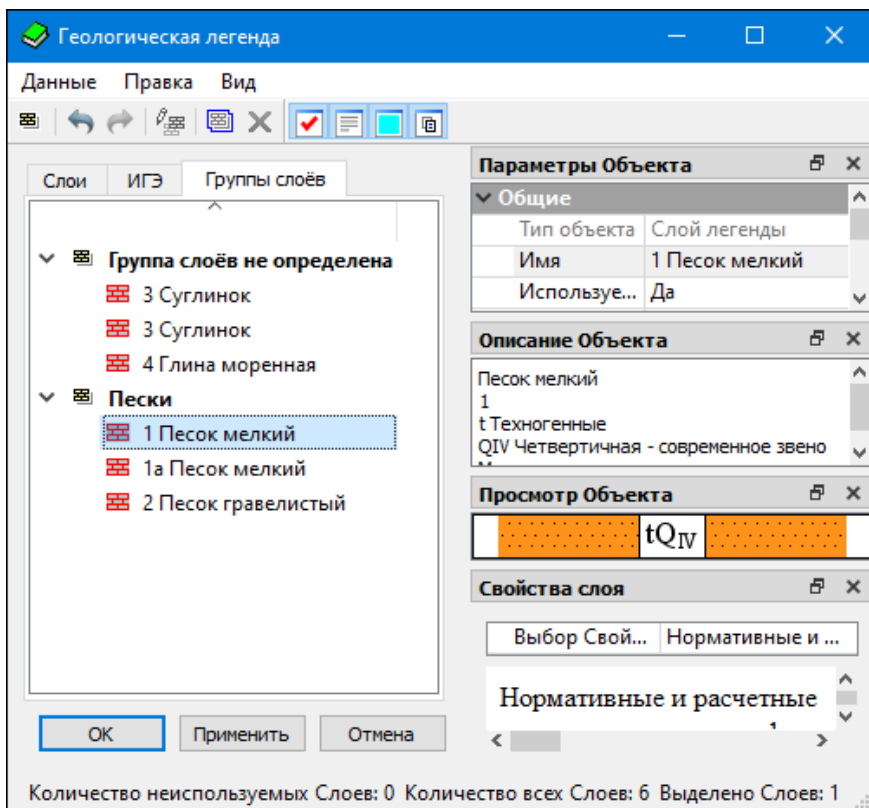 Геологическая легенда
Данные Правка Вид
Слои ИГЭ Группы слоёв
Группа слоёв не определена
3 Суглинок
3 Суглинок
4 Глина моренная
Пески
1 Песок мелкий
1а Песок мелкий
2 Песок гравелистый
ОК Применить Отмена
Параметры Объекта
Общие
Тип объекта Слой легенды
Имя 1 Песок мелкий
Используе... Да
Описание Объекта
Песок мелкий
1
t Техногенные
QIV Четвертичная - современное звено
Просмотр Объекта
tQIV
Свойства слоя
Выбор Свой... Нормативные и ...
Нормативные и расчетные
Количество неиспользуемых Слоев: 0 Количество всех Слоев: 6 Выделено Слоев: 1